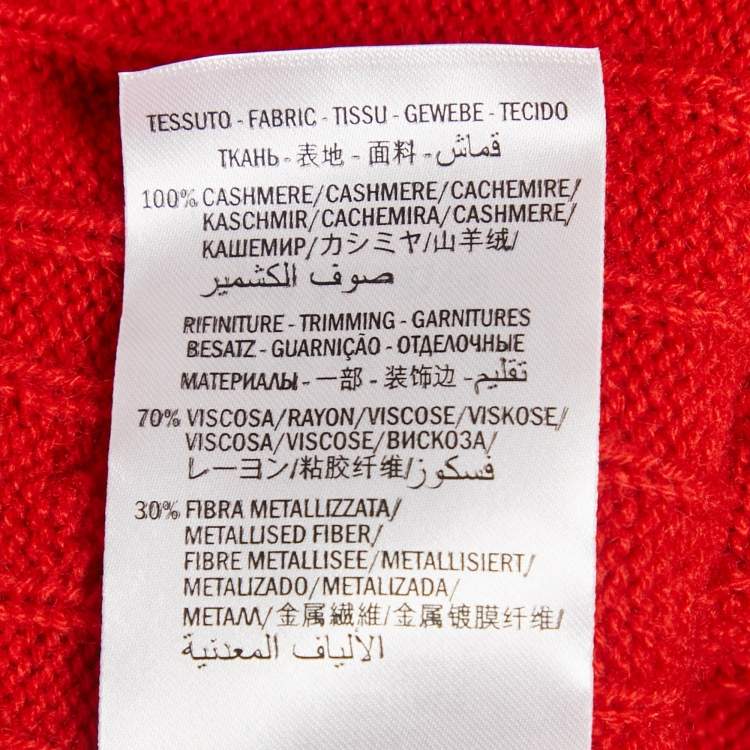 TESSUTO - FABRIC - TISSU - GEWEBE - TECIDO
ТКАНЬ - 表地 - 面料 - قماش
100% CASHMERE/CASHMERE/CACHEMIRE/
KASCHMIR/CACHEMIRA/CASHMERE/
КАШЕМИР/カシミヤ/山羊绒/
صوف الكشمير
RIFINITURE - TRIMMING - GARNITURES
BESATZ - GUARNIÇÃO - ОТДЕЛОЧНЫЕ
МАТЕРИАЛЫ - 一部 - 装饰边 - تقليم
70% VISCOSA/RAYON/VISCOSE/VISKOSE/
VISCOSA/VISCOSE/ВИСКОЗА/
レーヨン/粘胶纤维/فسكوز
30% FIBRA METALLIZZATA/
METALLISED FIBER/
FIBRE METALLISEE/METALLISIERT/
METALIZADO/METALIZADA/
МЕТАЛЛ/金属繊維/金属镀膜纤维/
الألياف المعدنية